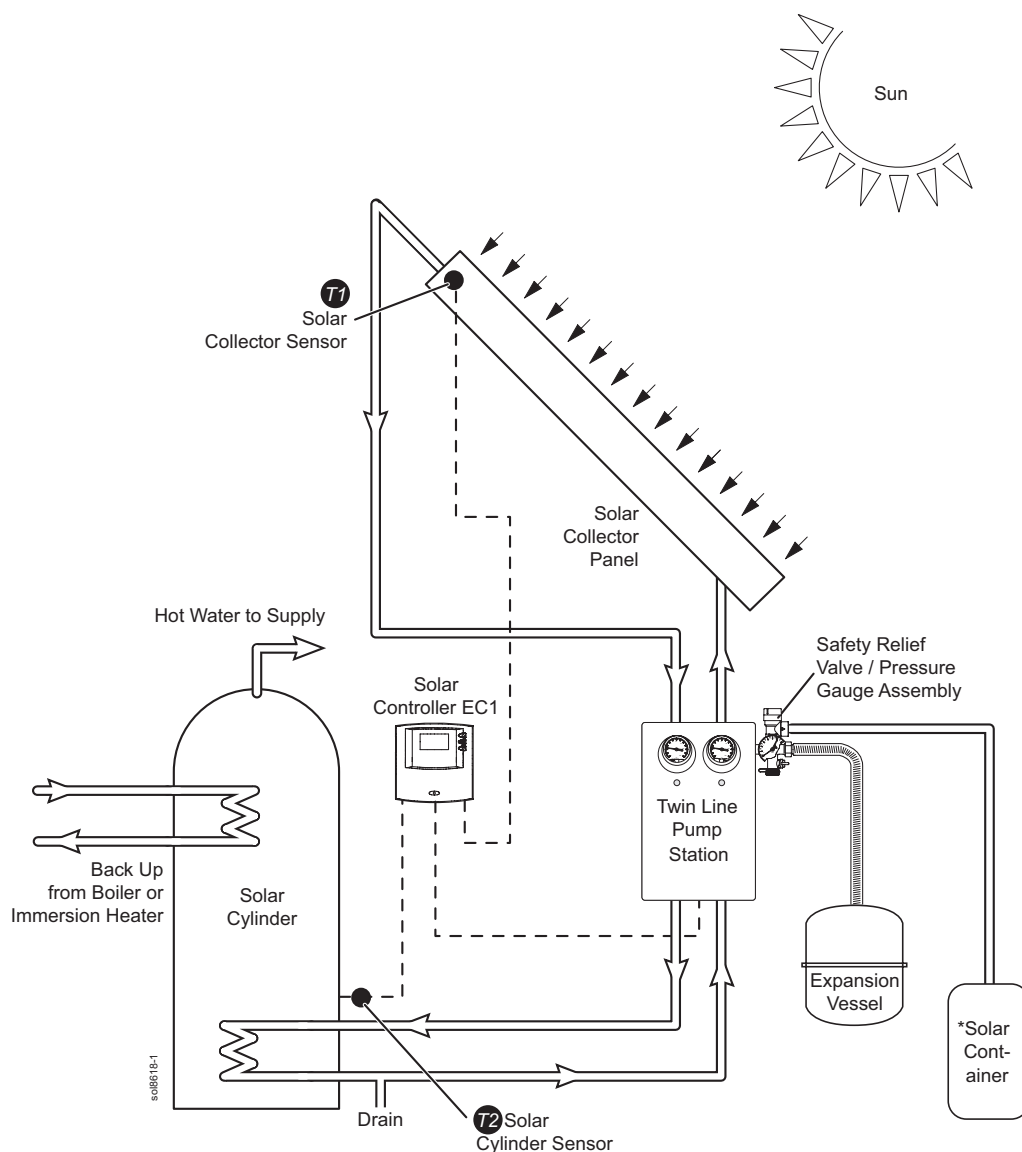 Sun
T1
Solar
Collector Sensor
Solar
Collector
Panel
Hot Water to Supply
Solar
Controller EC1
Safety Relief
Valve / Pressure
Gauge Assembly
Twin Line
Pump
Station
Back Up
from Boiler or
Immersion Heater
Solar
Cylinder
Expansion
Vessel
*Solar
Cont-
ainer
sol8618-1
Drain
T2 Solar
Cylinder Sensor